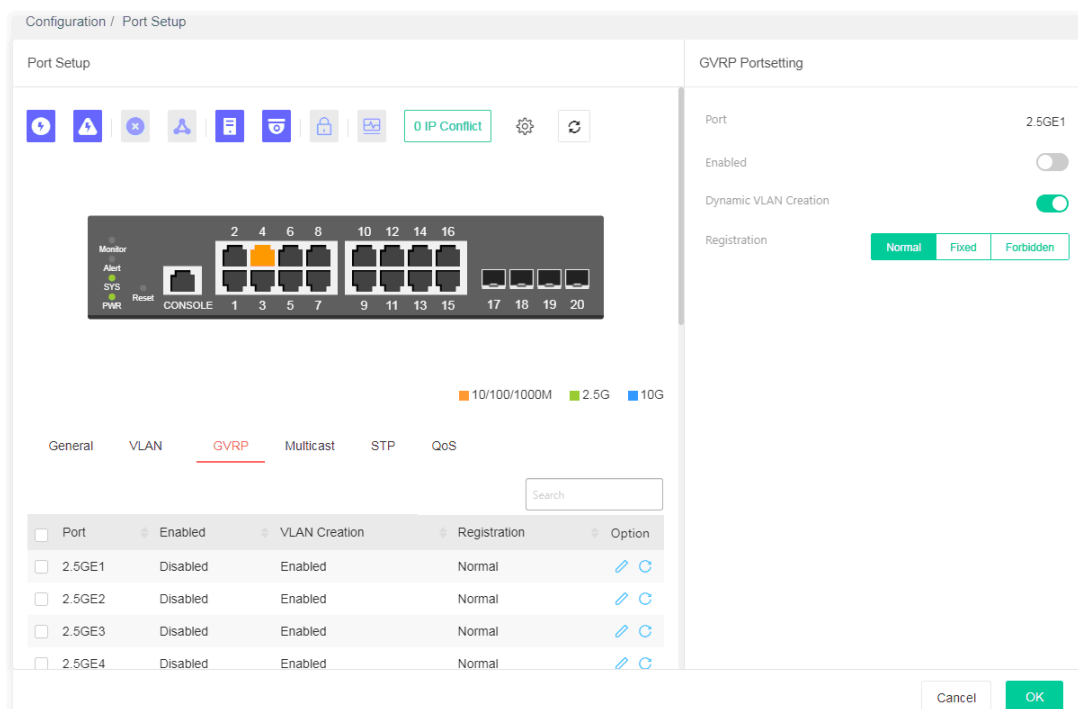 Configuration / Port Setup
Port Setup
GVRP Portsetting
0 IP Conflict
Port
2.5GE1
Enabled
Dynamic VLAN Creation
Registration
Normal Fixed Forbidden
2 4 6 8 10 12 14 16
Monitor
Alert
SYS
PWR
Reset
CONSOLE
1 3 5 7 9 11 13 15 17 18 19 20
10/100/1000M 2.5G 10G
General VLAN GVRP Multicast STP QoS
Search
Port Enabled VLAN Creation Registration Option
2.5GE1 Disabled Enabled Normal
2.5GE2 Disabled Enabled Normal
2.5GE3 Disabled Enabled Normal
2.5GE4 Disabled Enabled Normal
Cancel OK